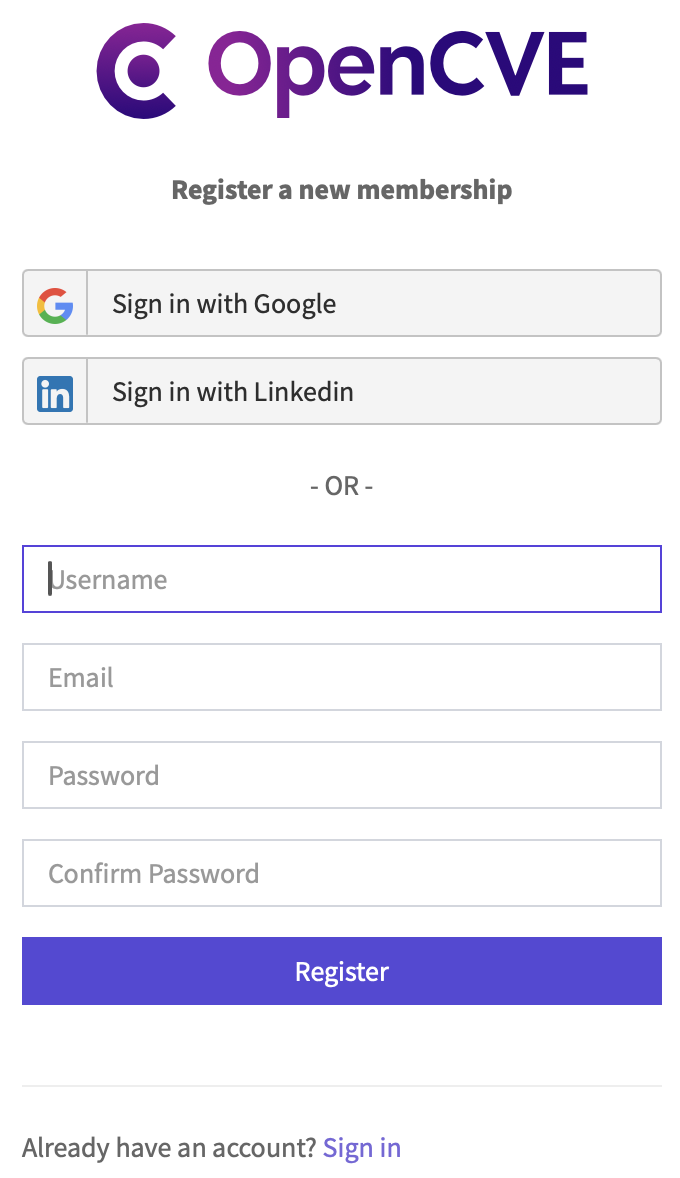 OpenCVE
Register a new membership
Sign in with Google
in Sign in with Linkedin
- OR -
Username
Email
Password
Confirm Password
Register
Already have an account? Sign in